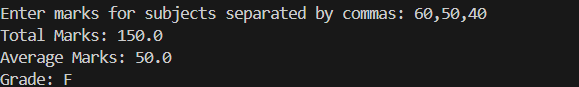 Enter marks for subjects separated by commas: 60,50,40
Total Marks: 150.0
Average Marks: 50.0
Grade: F